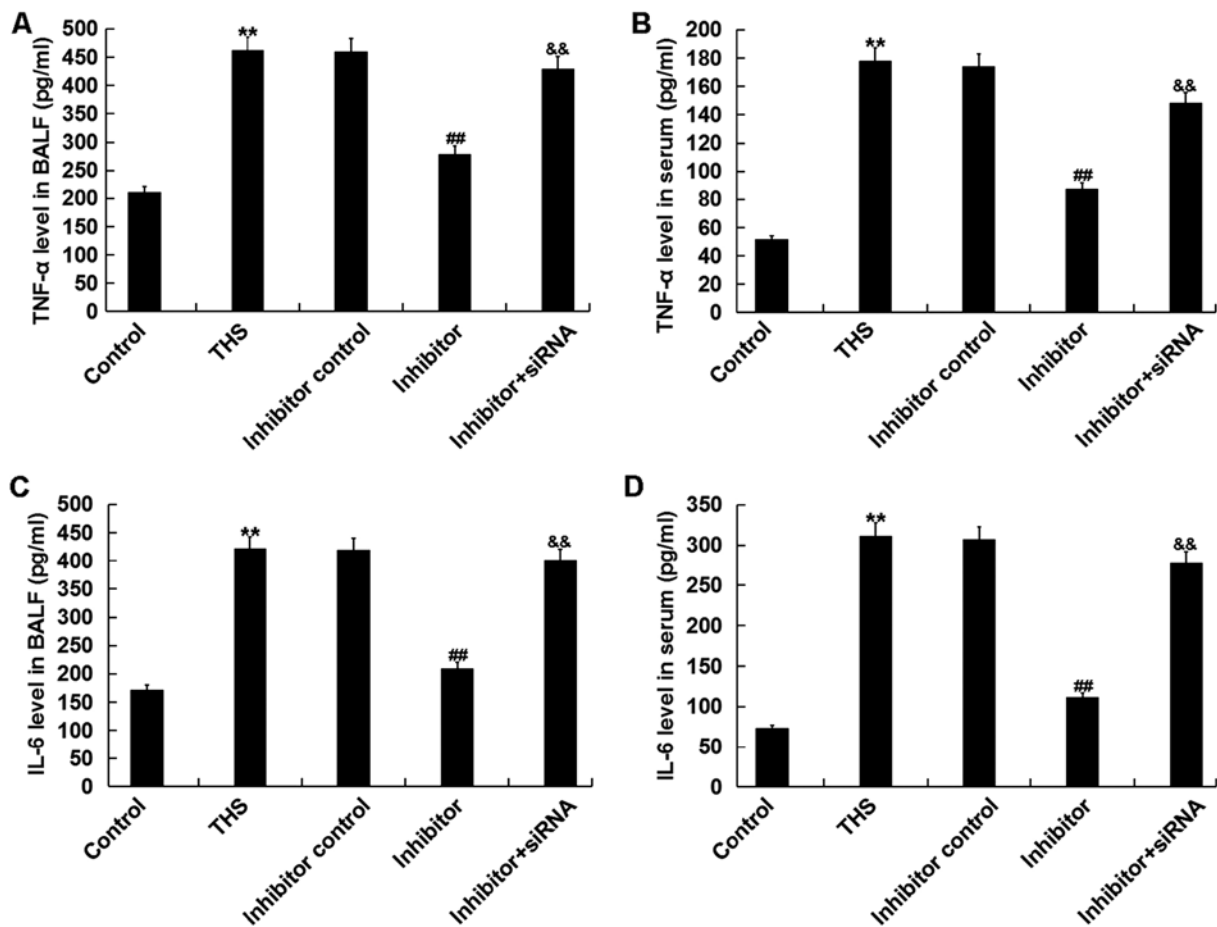 A
TNF-α level in BALF (pg/ml)
500
450
400
350
300
250
200
150
100
50
0
**
##
&&
Control
THS
Inhibitor control
Inhibitor
Inhibitor+siRNA
B
TNF-α level in serum (pg/ml)
200
180
160
140
120
100
80
60
40
20
0
**
##
&&
Control
THS
Inhibitor control
Inhibitor
Inhibitor+siRNA
C
IL-6 level in BALF (pg/ml)
500
450
400
350
300
250
200
150
100
50
0
**
##
&&
Control
THS
Inhibitor control
Inhibitor
Inhibitor+siRNA
D
IL-6 level in serum (pg/ml)
350
300
250
200
150
100
50
0
**
##
&&
Control
THS
Inhibitor control
Inhibitor
Inhibitor+siRNA